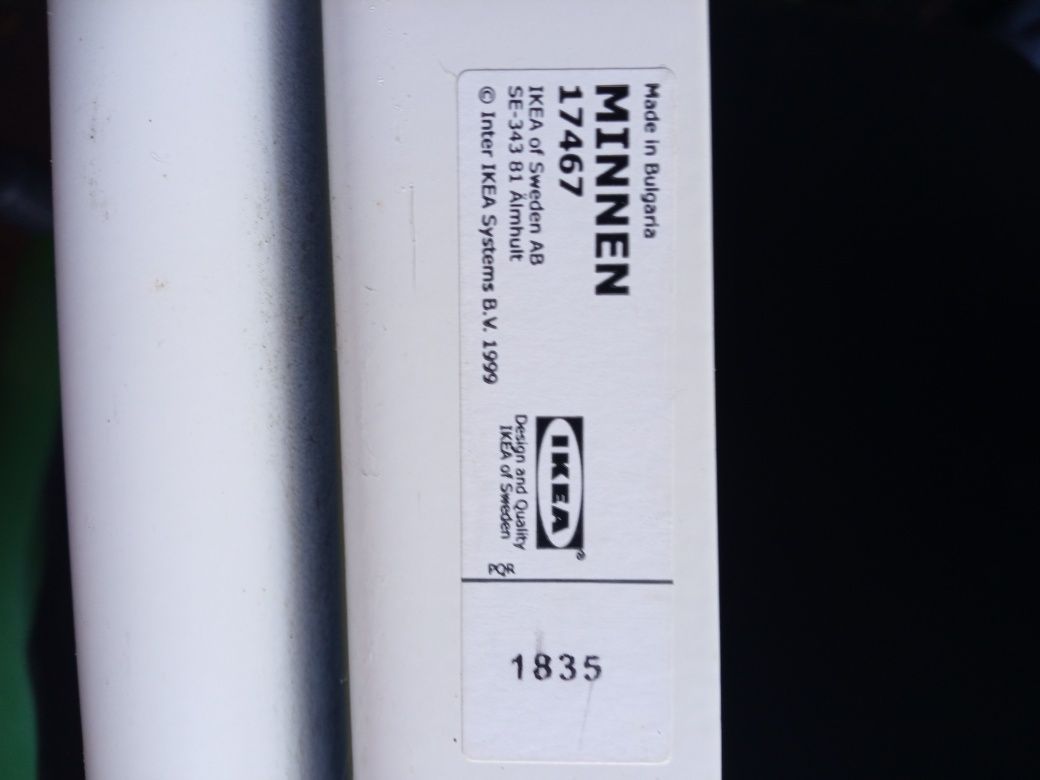 Made in Bulgaria
MINNEN
17467
IKEA of Sweden AB
SE-343 81 Älmhult
© Inter IKEA Systems B.V. 1999
IKEA®
Design and Quality
IKEA of Sweden
PQR
1835